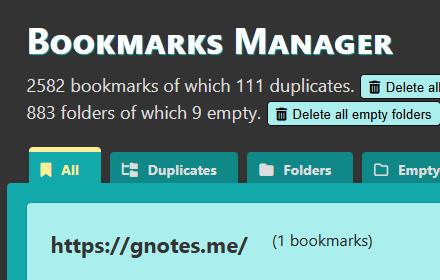 Bookmarks Manager
2582 bookmarks of which 111 duplicates. Delete all
883 folders of which 9 empty. Delete all empty folders
All Duplicates Folders Empty
https://gnotes.me/ (1 bookmarks)